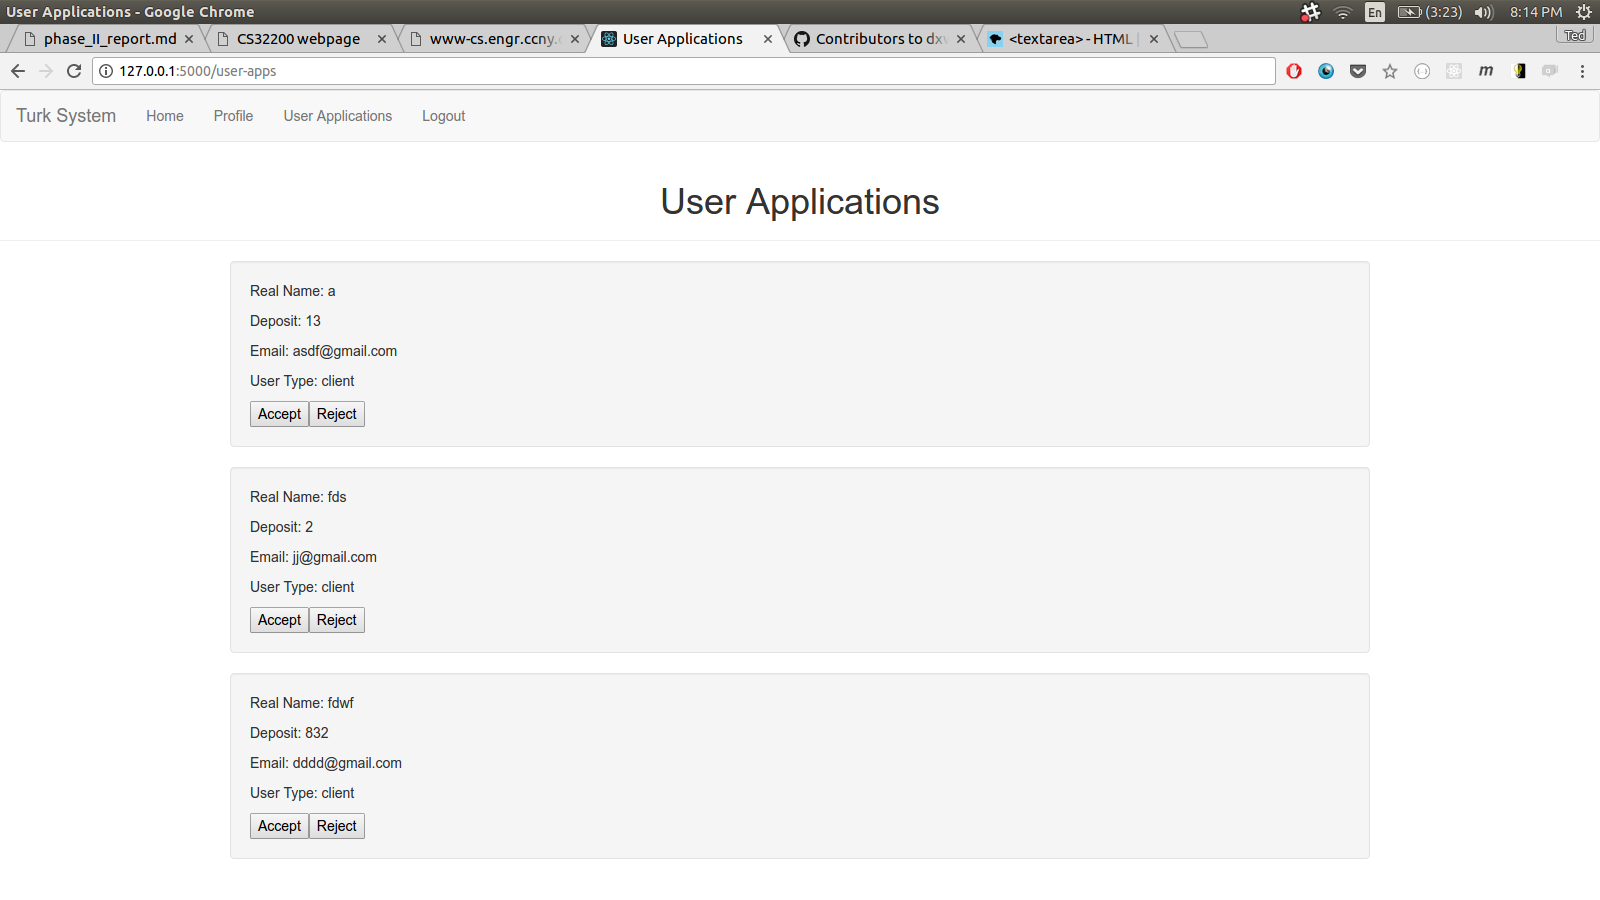 User Applications - Google Chrome
En (3:23) 8:14 PM
phase_II_report.md CS32200 webpage www-cs.engr.ccny. User Applications Contributors to dxv <textarea> - HTML Ted
127.0.0.1:5000/user-apps
Turk System Home Profile User Applications Logout
User Applications
Real Name: a
Deposit: 13
Email: asdf@gmail.com
User Type: client
Accept Reject
Real Name: fds
Deposit: 2
Email: jj@gmail.com
User Type: client
Accept Reject
Real Name: fdwf
Deposit: 832
Email: dddd@gmail.com
User Type: client
Accept Reject